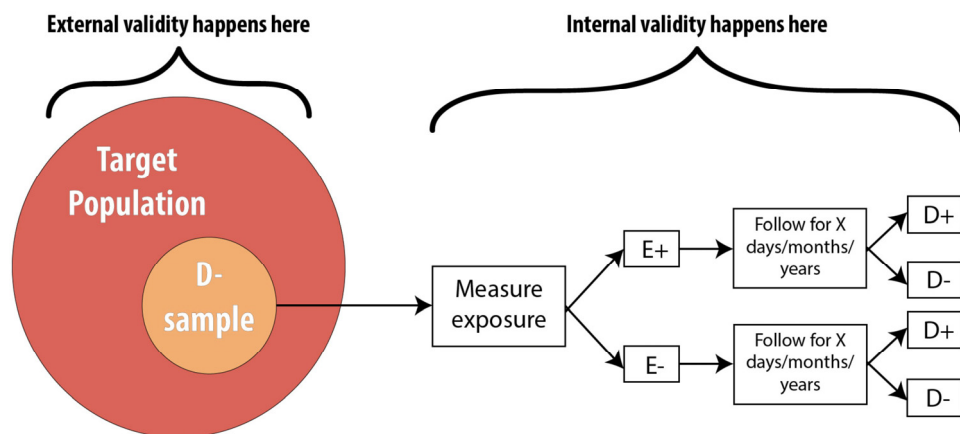 External validity happens here
Internal validity happens here
Target
Population
D-
sample
Measure
exposure
E+
Follow for X
days/months/
years
D+
D-
E-
Follow for X
days/months/
years
D+
D-